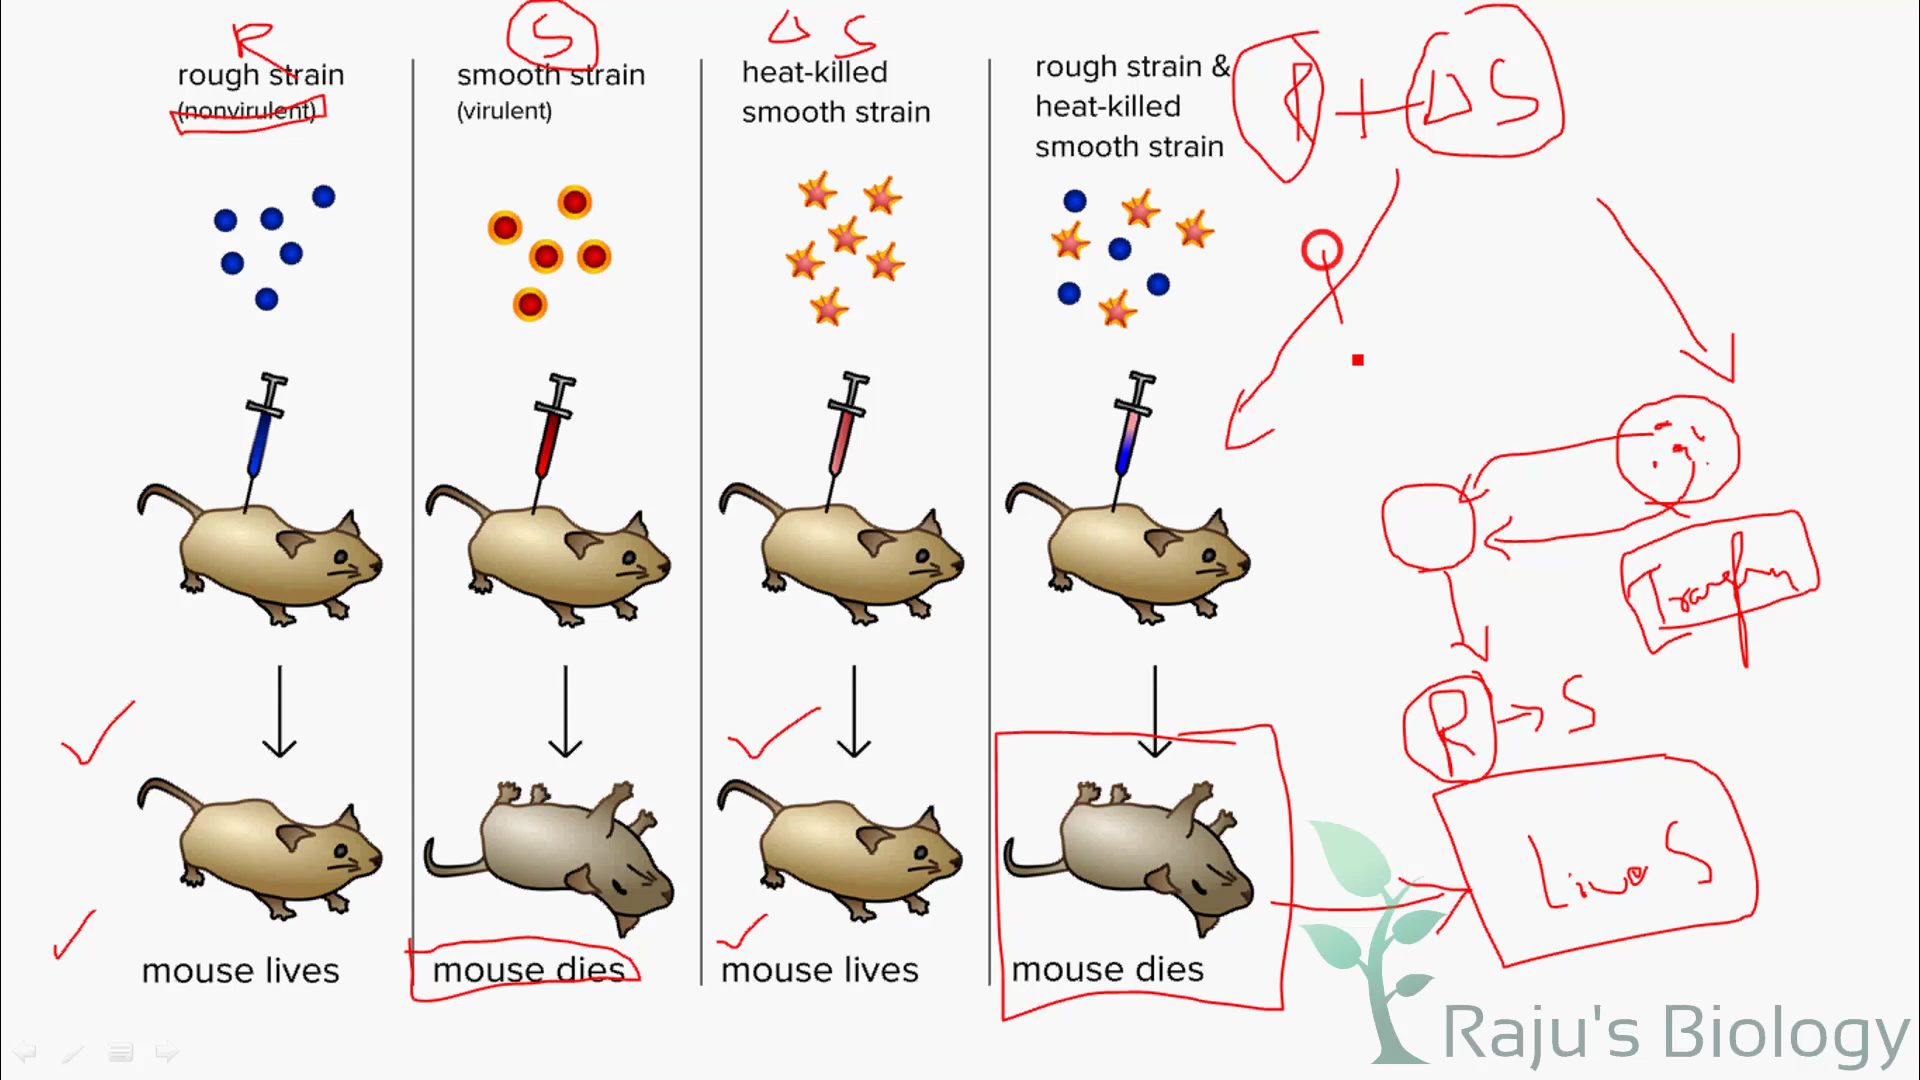 R
rough strain
(nonvirulent)
S
smooth strain
(virulent)
Δ S
heat-killed
smooth strain
rough strain &
heat-killed
smooth strain
R + Δ S
R → S
Live S
mouse lives
mouse dies
mouse lives
mouse dies
Raju's Biology